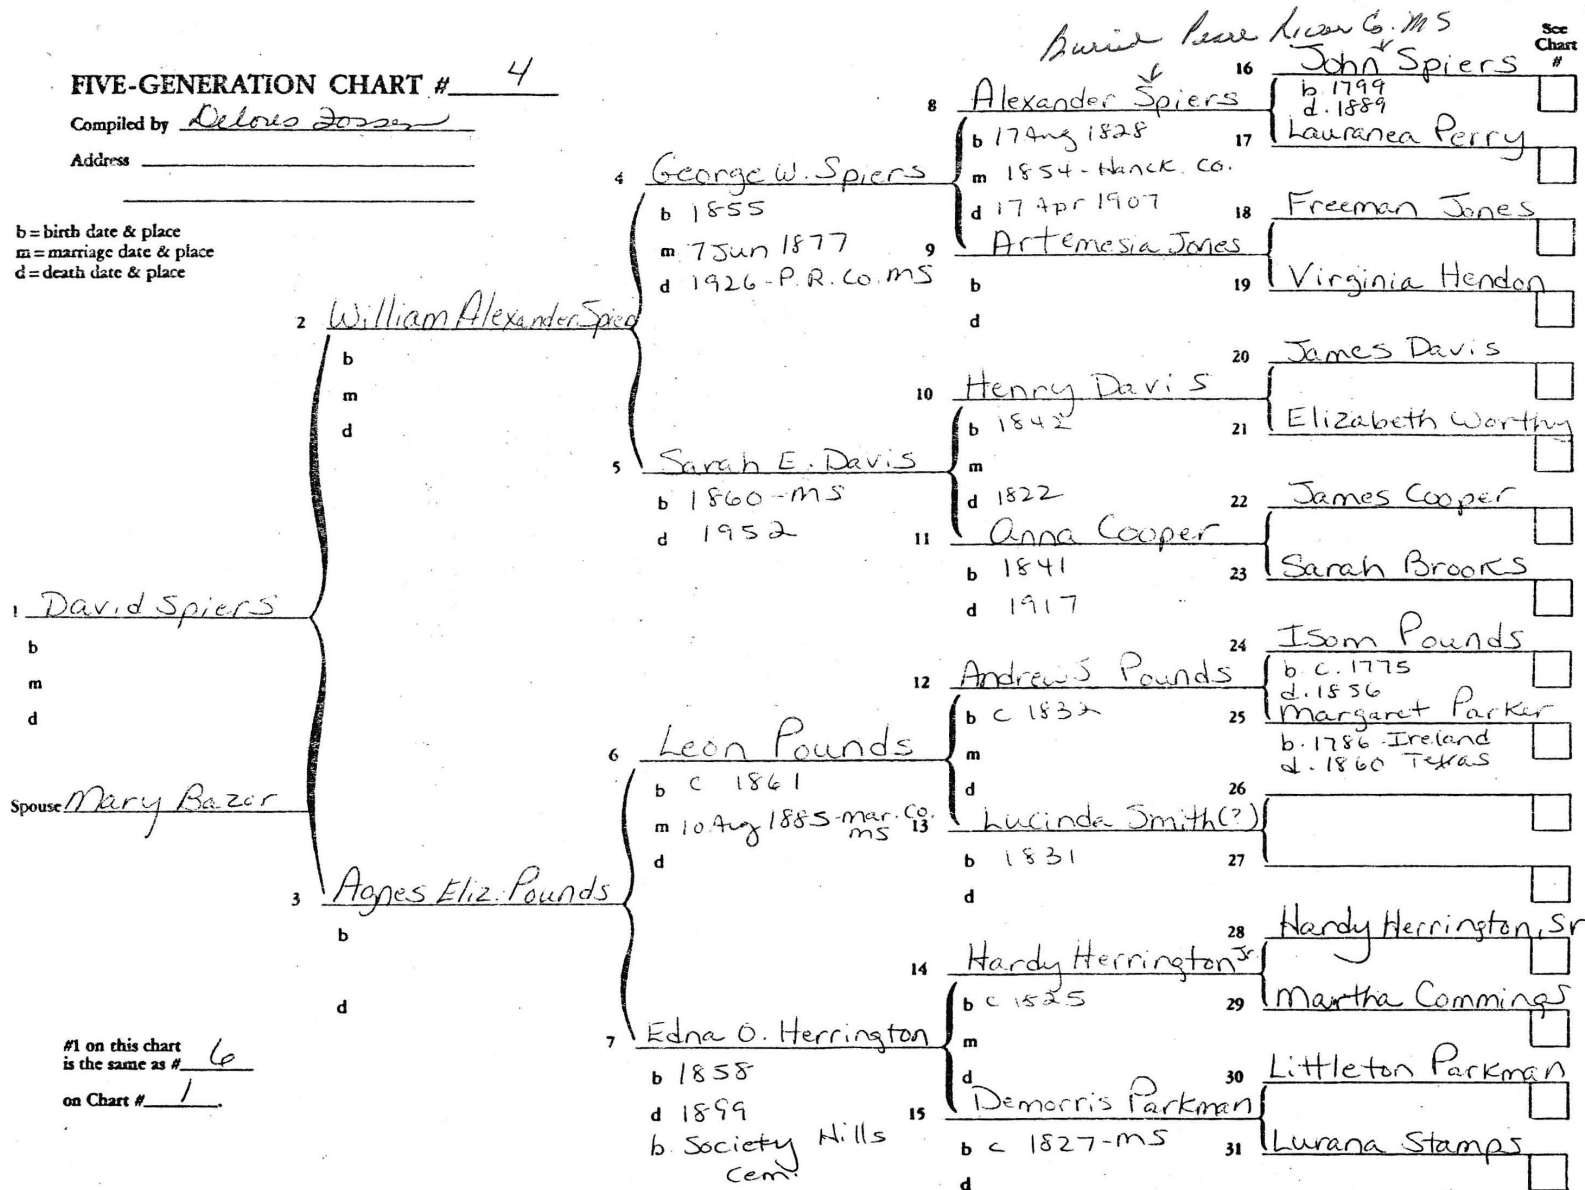 Buried Pearl River Co. MS
See
Chart
#
FIVE-GENERATION CHART # 4
Compiled by Delores
Address
b = birth date & place
m = marriage date & place
d = death date & place
1 David Spiers
b
m
d
Spouse Mary Bazor
#1 on this chart
is the same as # 6
on Chart # 1.
2 William Alexander Spiers
b
m
d
3 Agnes Eliz. Pounds
b
d
4 George W. Spiers
b 1855
m 7 Jun 1877
d 1926 - P. R. Co. MS
5 Sarah E. Davis
b 1860 - MS
d 1952
6 Leon Pounds
b c 1861
m 10 Aug 1885 - Mar. Co.
MS
d
7 Edna O. Herrington
b 1858
d 1899
b. Society Hills
Cem.
8 Alexander Spiers
b 17 Aug 1828
m 1854 - Hanck. Co.
d 17 Apr 1907
9 Artemesia Jones
b
d
10 Henry Davis
b 1842
m
d 1822
11 Anna Cooper
b 1841
d 1917
12 Andrew J Pounds
b c 1832
m
d
13 Lucinda Smith (?)
b 1831
d
14 Hardy Herrington Jr.
b c 1825
m
d
15 Demorris Parkman
b c 1827 - MS
d
16 John Spiers
b. 1799
d. 1889
17 Lauranea Perry
18 Freeman Jones
19 Virginia Hendon
20 James Davis
21 Elizabeth Worthy
22 James Cooper
23 Sarah Brooks
24 Isom Pounds
b. c. 1775
d. 1856
25 Margaret Parker
b. 1786 - Ireland
d. 1860 Texas
26
27
28 Hardy Herrington, Sr
29 Martha Commings
30 Littleton Parkman
31 Lurana Stamps